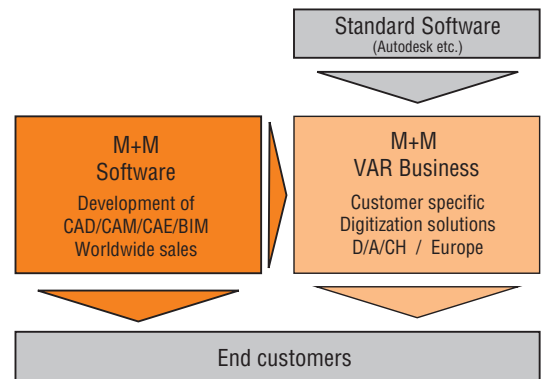 Standard Software
(Autodesk etc.)
M+M
Software
Development of
CAD/CAM/CAE/BIM
Worldwide sales
M+M
VAR Business
Customer specific
Digitization solutions
D/A/CH / Europe
End customers